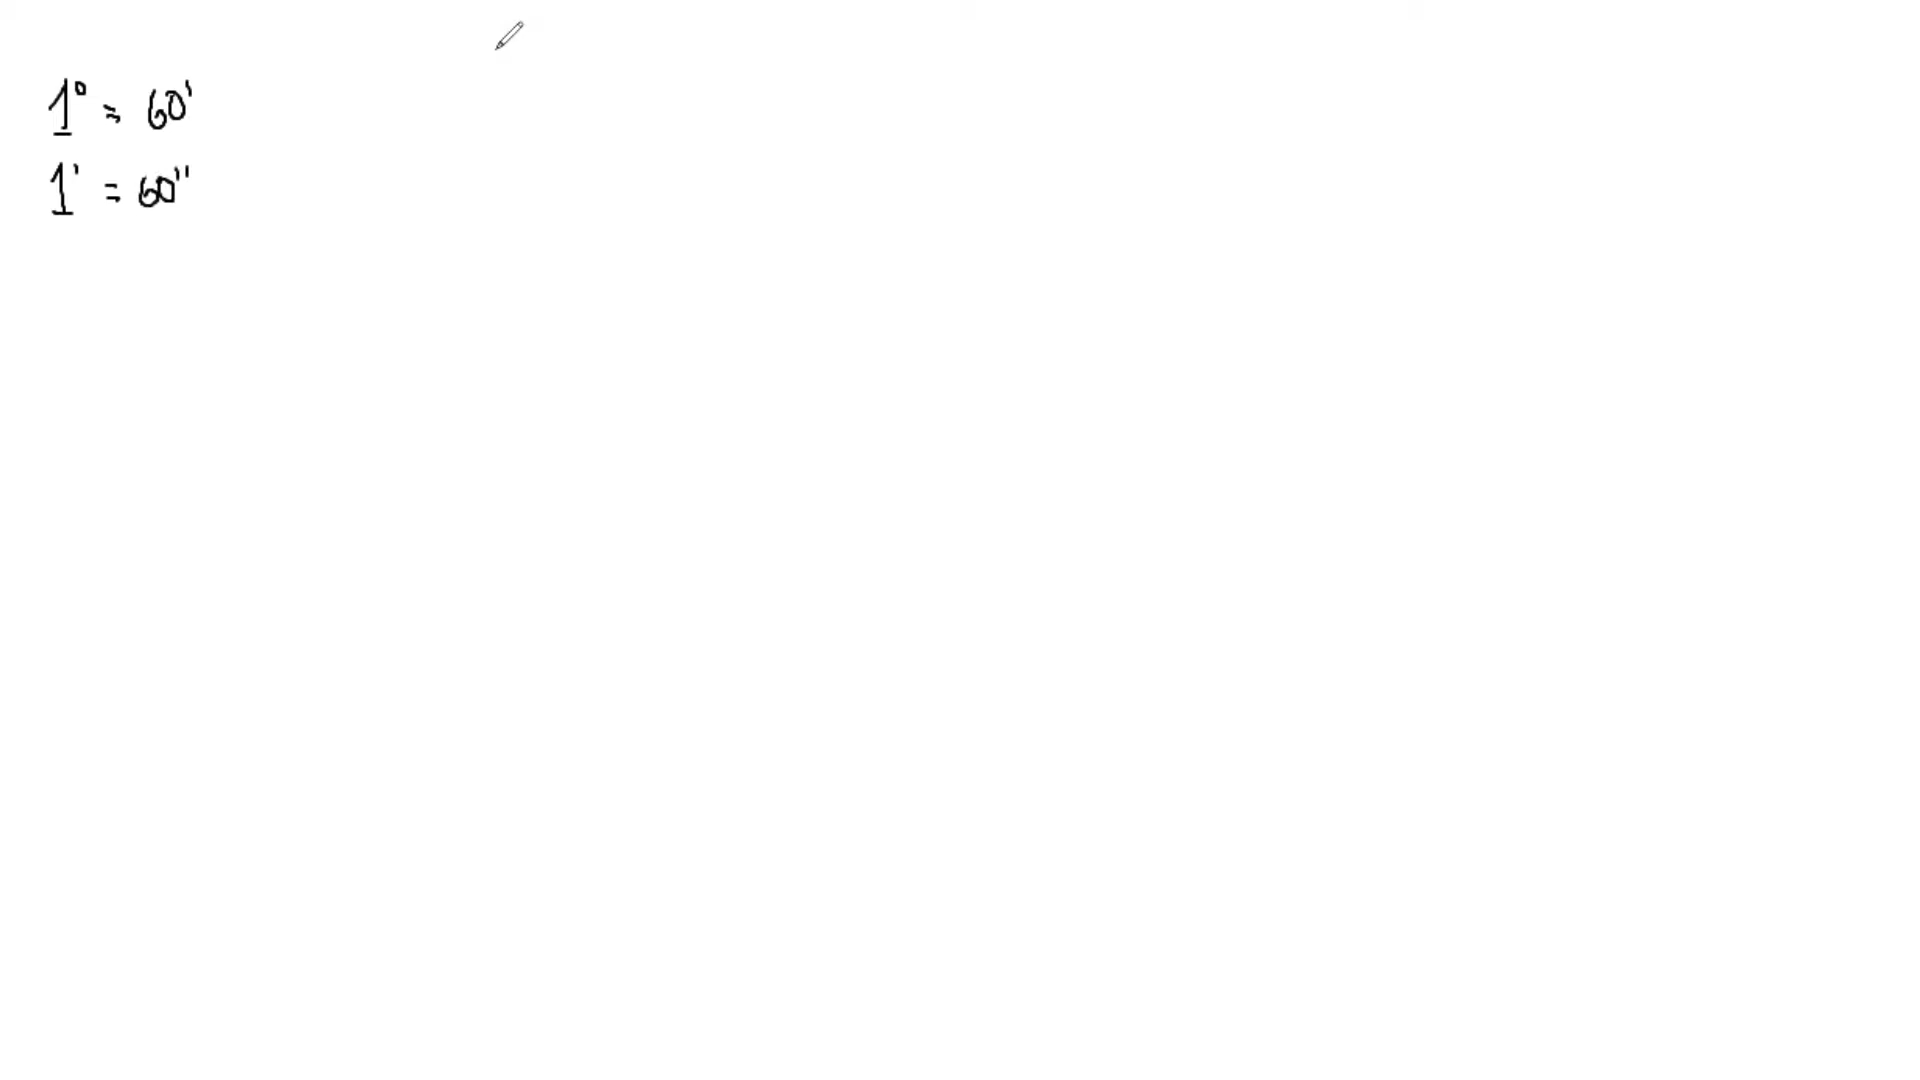 1° = 60'
1' = 60''